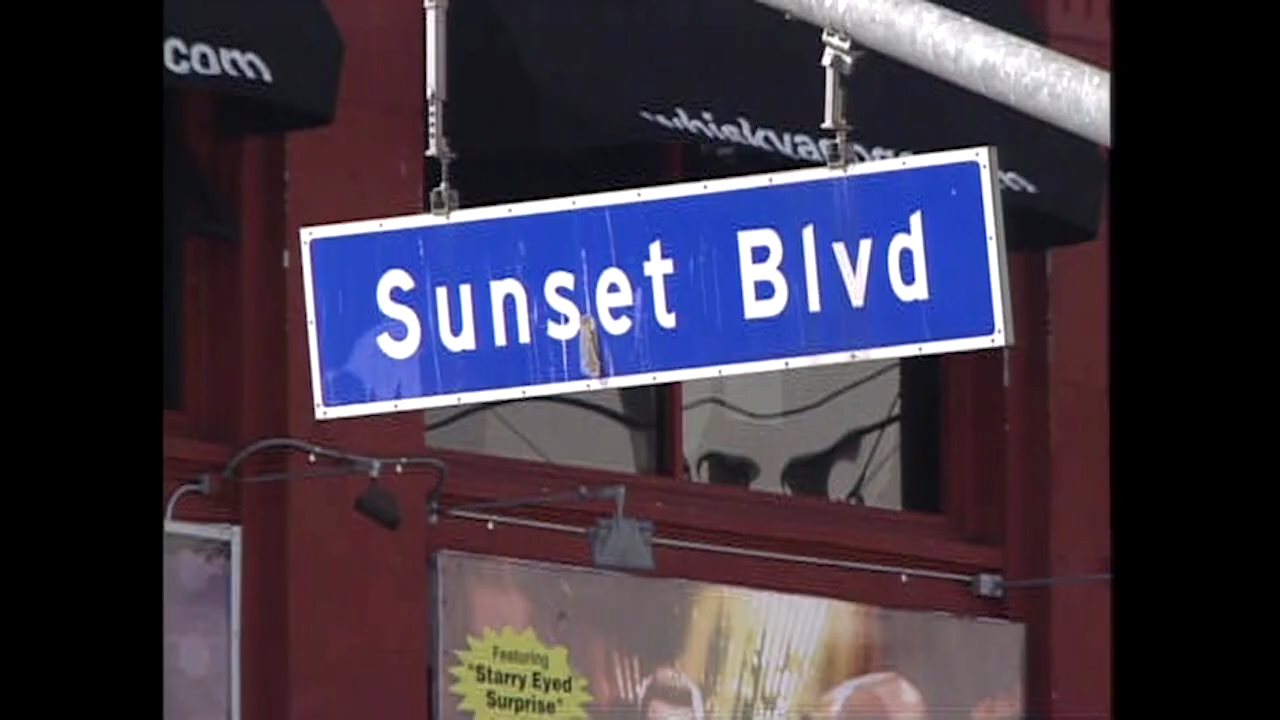 com
Sunset Blvd
Featuring
"Starry Eyed
Surprise"